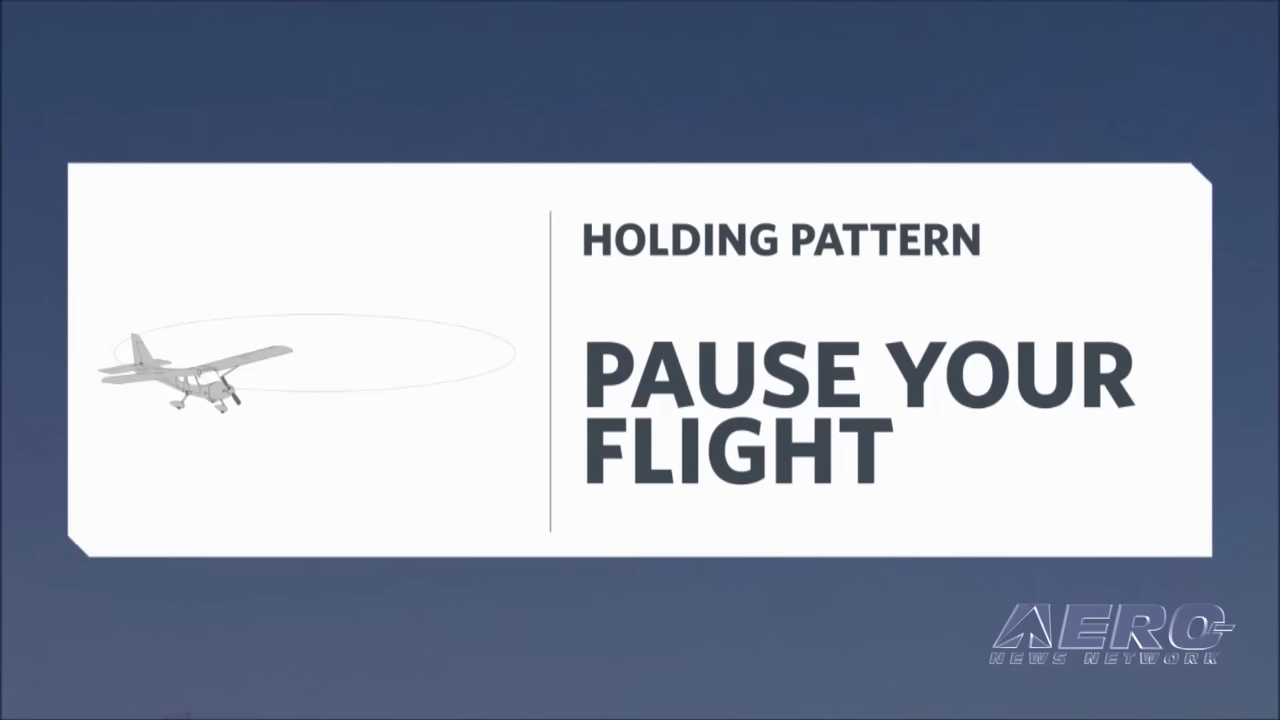 HOLDING PATTERN
PAUSE YOUR
FLIGHT
AERO
NEWS NETWORK